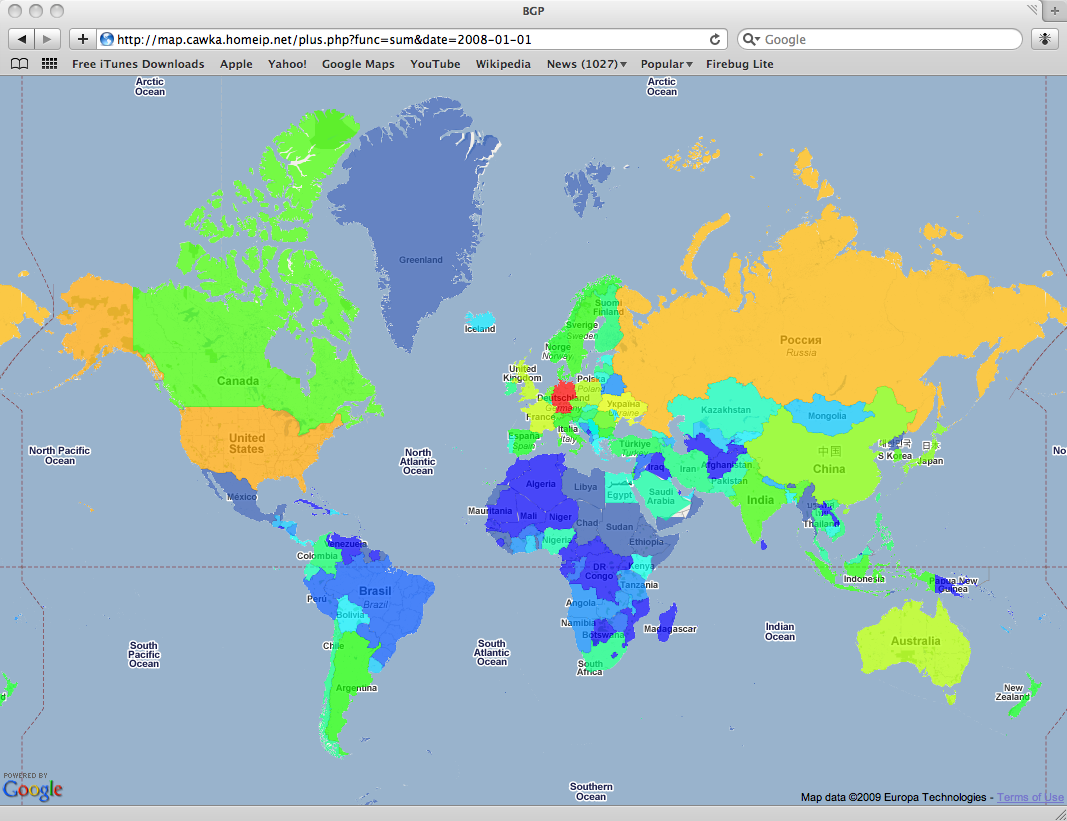 BGP
http://map.cawka.homeip.net/plus.php?func=sum&date=2008-01-01
Google
Free iTunes Downloads
Apple
Yahoo!
Google Maps
YouTube
Wikipedia
News (1027)
Popular
Firebug Lite
Arctic
Ocean
Arctic
Ocean
Greenland
Iceland
Suomi
Finland
Sverige
Sweden
Norge
Norway
Россия
Russia
United
Kingdom
Polska
Poland
Deutschland
Germany
Україна
Ukraine
France
Italia
Italy
España
Spain
Türkiye
Turkey
Canada
United
States
North Pacific
Ocean
North
Atlantic
Ocean
No
Kazakhstan
Mongolia
中国
China
S Korea
日本
Japan
Iraq
Iran
Afghanistan
Pakistan
India
México
Algeria
Libya
مصر
Egypt
Saudi
Arabia
Mauritania
Mali
Niger
Chad
Sudan
Nigeria
Ethiopia
Thailand
Venezuela
Colombia
DR
Congo
Kenya
Tanzania
Indonesia
Papua New
Guinea
Brasil
Brazil
Perú
Bolivia
Angola
Namibia
Botswana
Madagascar
Indian
Ocean
Australia
South
Pacific
Ocean
Chile
South
Atlantic
Ocean
South
Africa
Argentina
New
Zealand
d
POWERED BY
Google
Southern
Ocean
Map data ©2009 Europa Technologies - Terms of Use